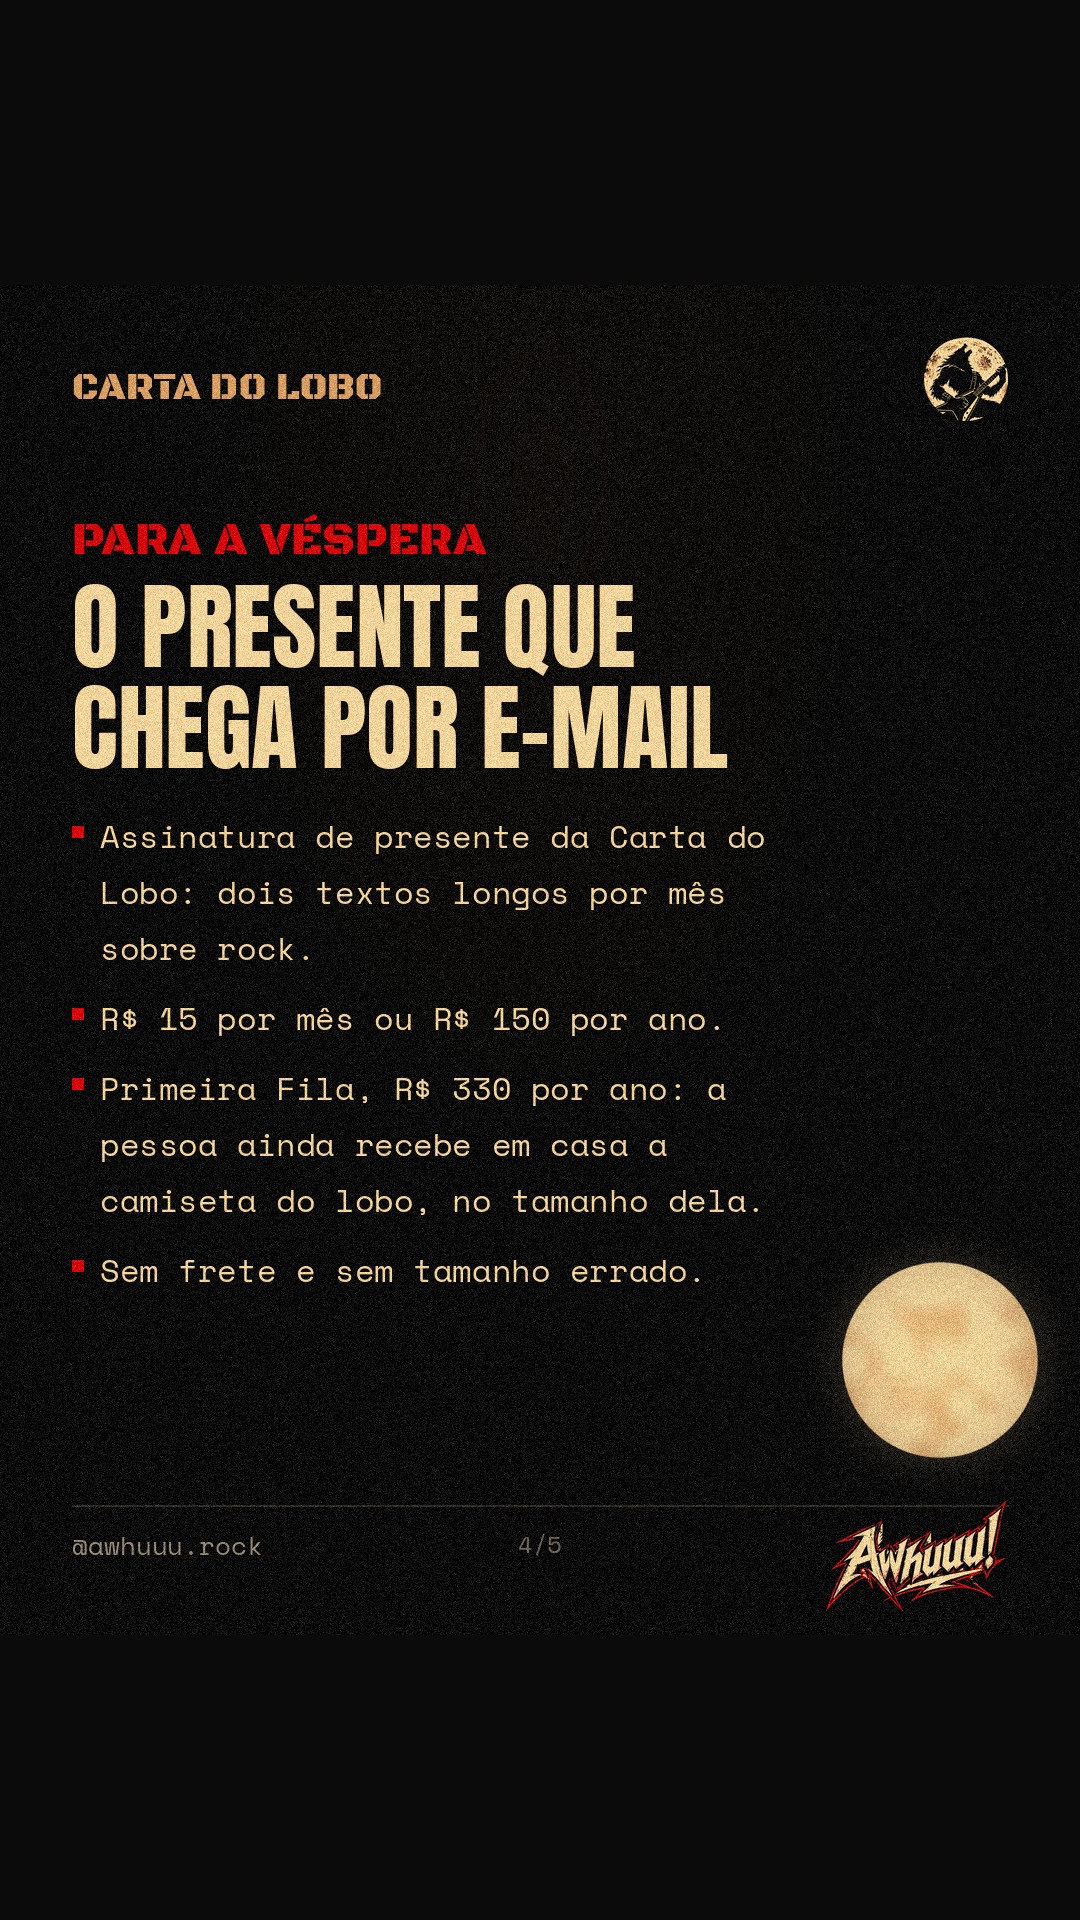 CARTA DO LOBO
PARA A VÉSPERA
O PRESENTE QUE
CHEGA POR E-MAIL
Assinatura de presente da Carta do
Lobo: dois textos longos por mês
sobre rock.
R$ 15 por mês ou R$ 150 por ano.
Primeira Fila, R$ 330 por ano: a
pessoa ainda recebe em casa a
camiseta do lobo, no tamanho dela.
Sem frete e sem tamanho errado.
@awhuuu.rock
4/5
Awhuuu!